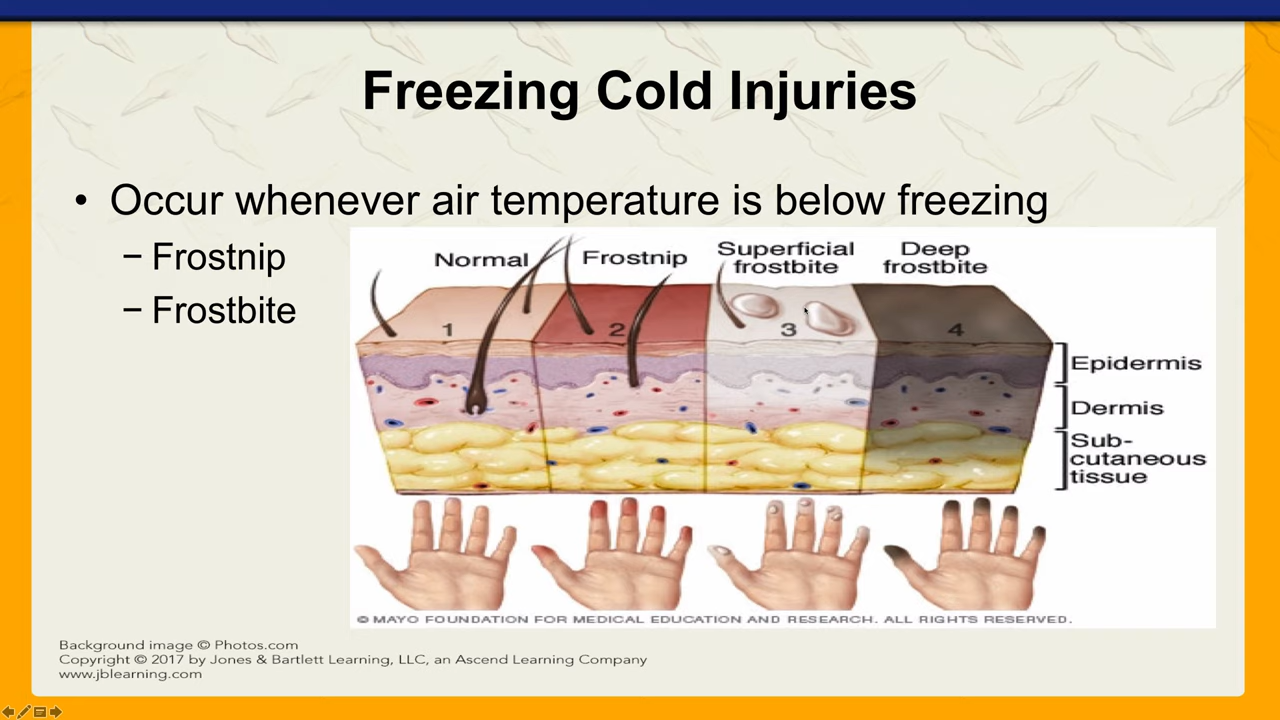 Freezing Cold Injuries
• Occur whenever air temperature is below freezing
– Frostnip
– Frostbite
Normal
Frostnip
Superficial
frostbite
Deep
frostbite
1
2
3
4
Epidermis
Dermis
Sub-
cutaneous
tissue
© MAYO FOUNDATION FOR MEDICAL EDUCATION AND RESEARCH. ALL RIGHTS RESERVED.
Background image © Photos.com
Copyright © 2017 by Jones & Bartlett Learning, LLC, an Ascend Learning Company
www.jblearning.com